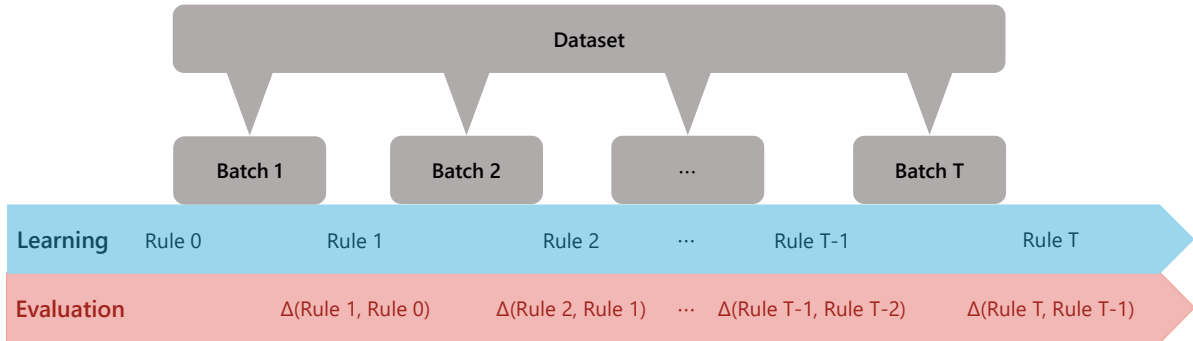 Dataset
Batch 1 Batch 2 ... Batch T
Learning Rule 0 Rule 1 Rule 2 ... Rule T-1 Rule T
Evaluation Δ(Rule 1, Rule 0) Δ(Rule 2, Rule 1) ... Δ(Rule T-1, Rule T-2) Δ(Rule T, Rule T-1)